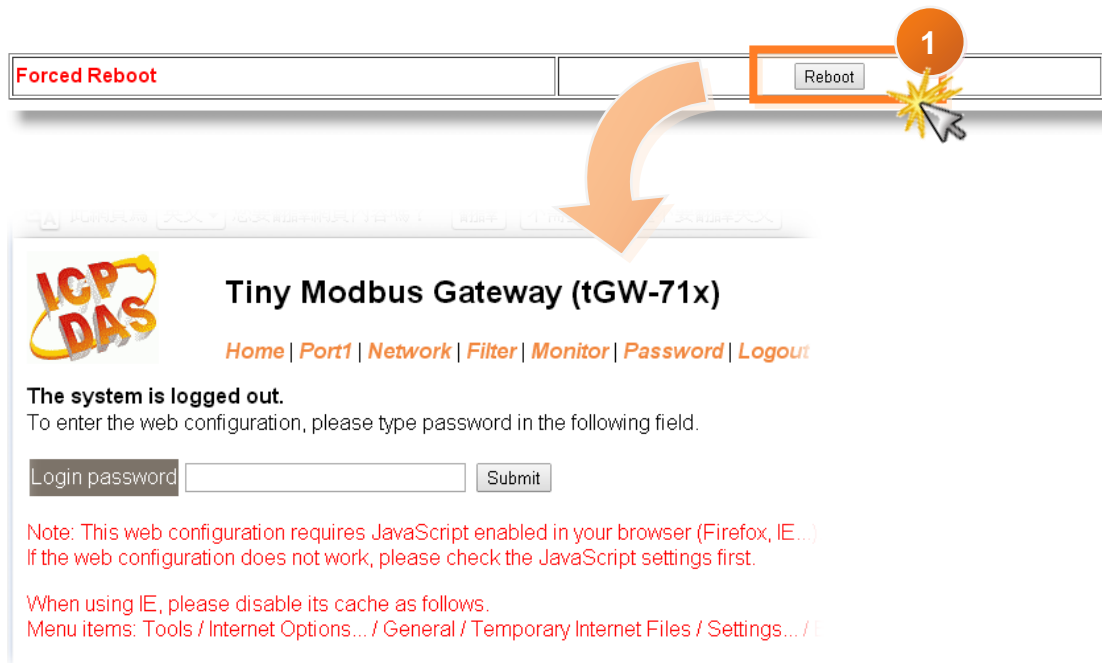 1
Forced Reboot Reboot
ICP
DAS
Tiny Modbus Gateway (tGW-71x)
Home | Port1 | Network | Filter | Monitor | Password | Logout
The system is logged out.
To enter the web configuration, please type password in the following field.
Login password Submit
Note: This web configuration requires JavaScript enabled in your browser (Firefox, IE...)
If the web configuration does not work, please check the JavaScript settings first.
When using IE, please disable its cache as follows.
Menu items: Tools / Internet Options... / General / Temporary Internet Files / Settings... /